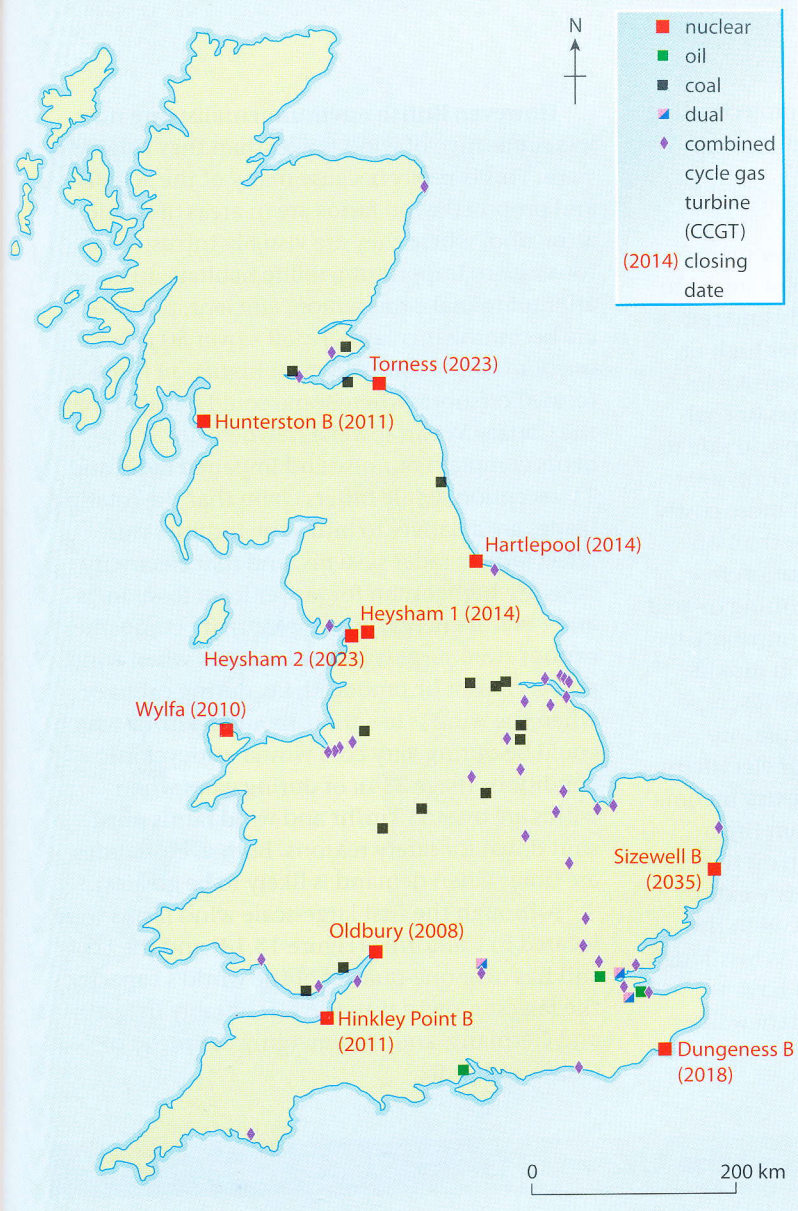 N
nuclear
oil
coal
dual
combined
cycle gas
turbine
(CCGT)
(2014) closing
date
Torness (2023)
Hunterston B (2011)
Hartlepool (2014)
Heysham 1 (2014)
Heysham 2 (2023)
Wylfa (2010)
Sizewell B
(2035)
Oldbury (2008)
Hinkley Point B
(2011)
Dungeness B
(2018)
0 200 km